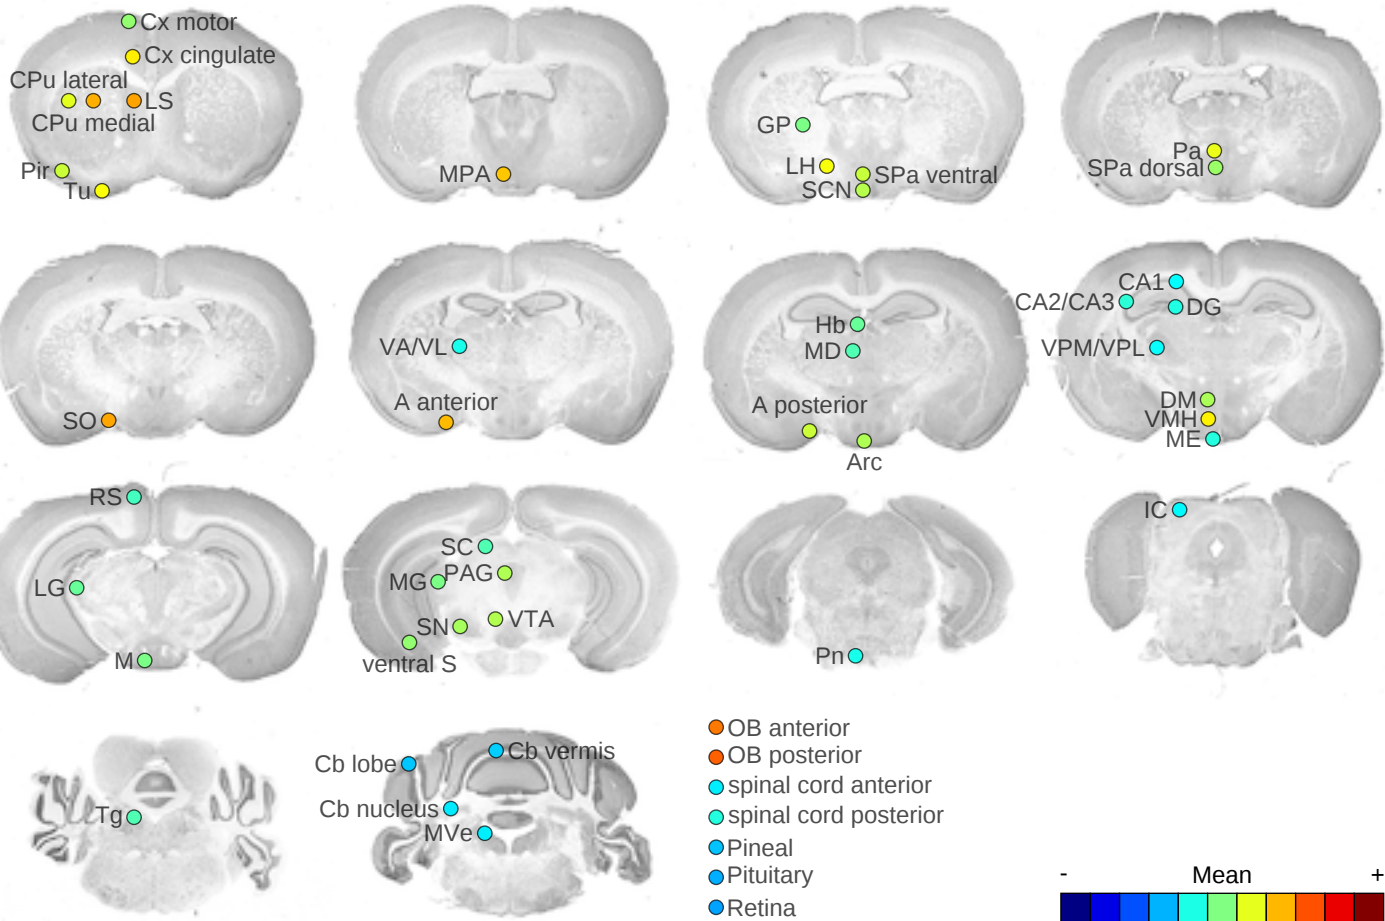 Cx motor
Cx cingulate
CPu lateral
LS
CPu medial
Pir
Tu
MPA
GP
LH
SPa ventral
SCN
Pa
SPa dorsal
SO
VA/VL
A anterior
Hb
MD
A posterior
Arc
CA1
CA2/CA3
DG
VPM/VPL
DM
VMH
ME
RS
LG
M
SC
PAG
MG
SN
VTA
ventral S
Pn
IC
Tg
Cb lobe
Cb vermis
Cb nucleus
MVe
OB anterior
OB posterior
spinal cord anterior
spinal cord posterior
Pineal
Pituitary
Retina
- Mean +